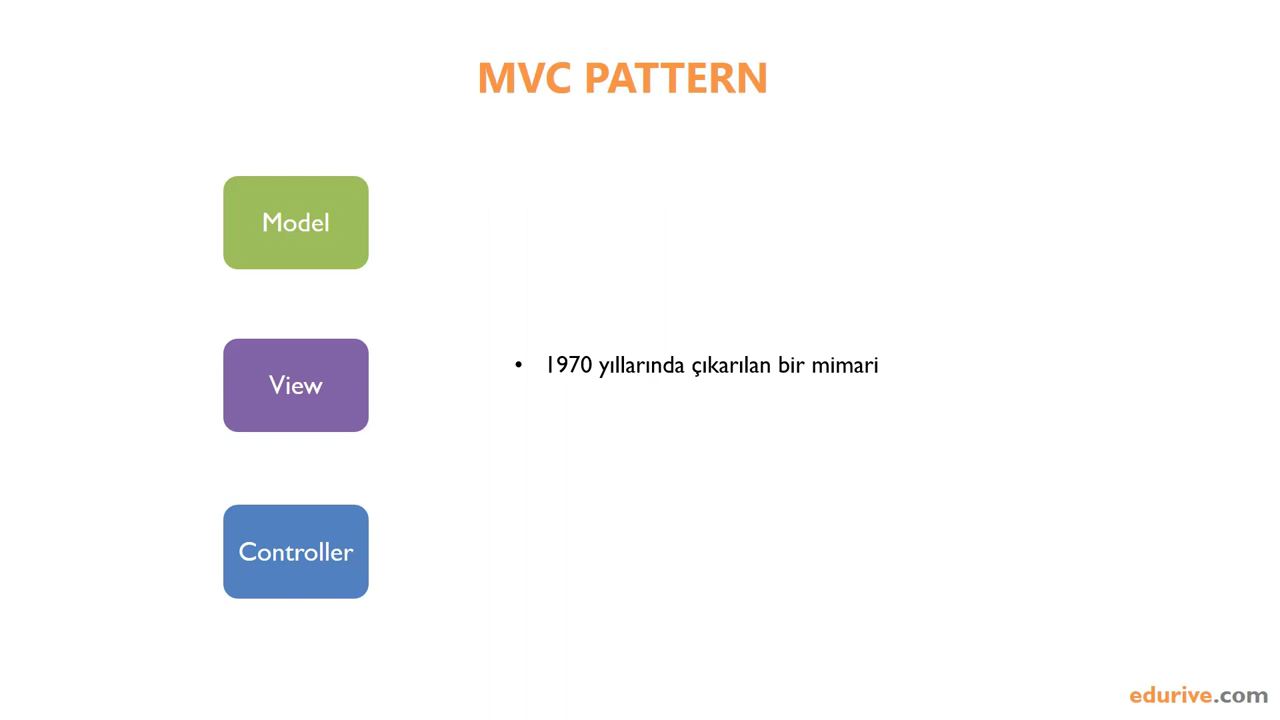 MVC PATTERN
Model
View
• 1970 yıllarında çıkarılan bir mimari
Controller
edurive.com